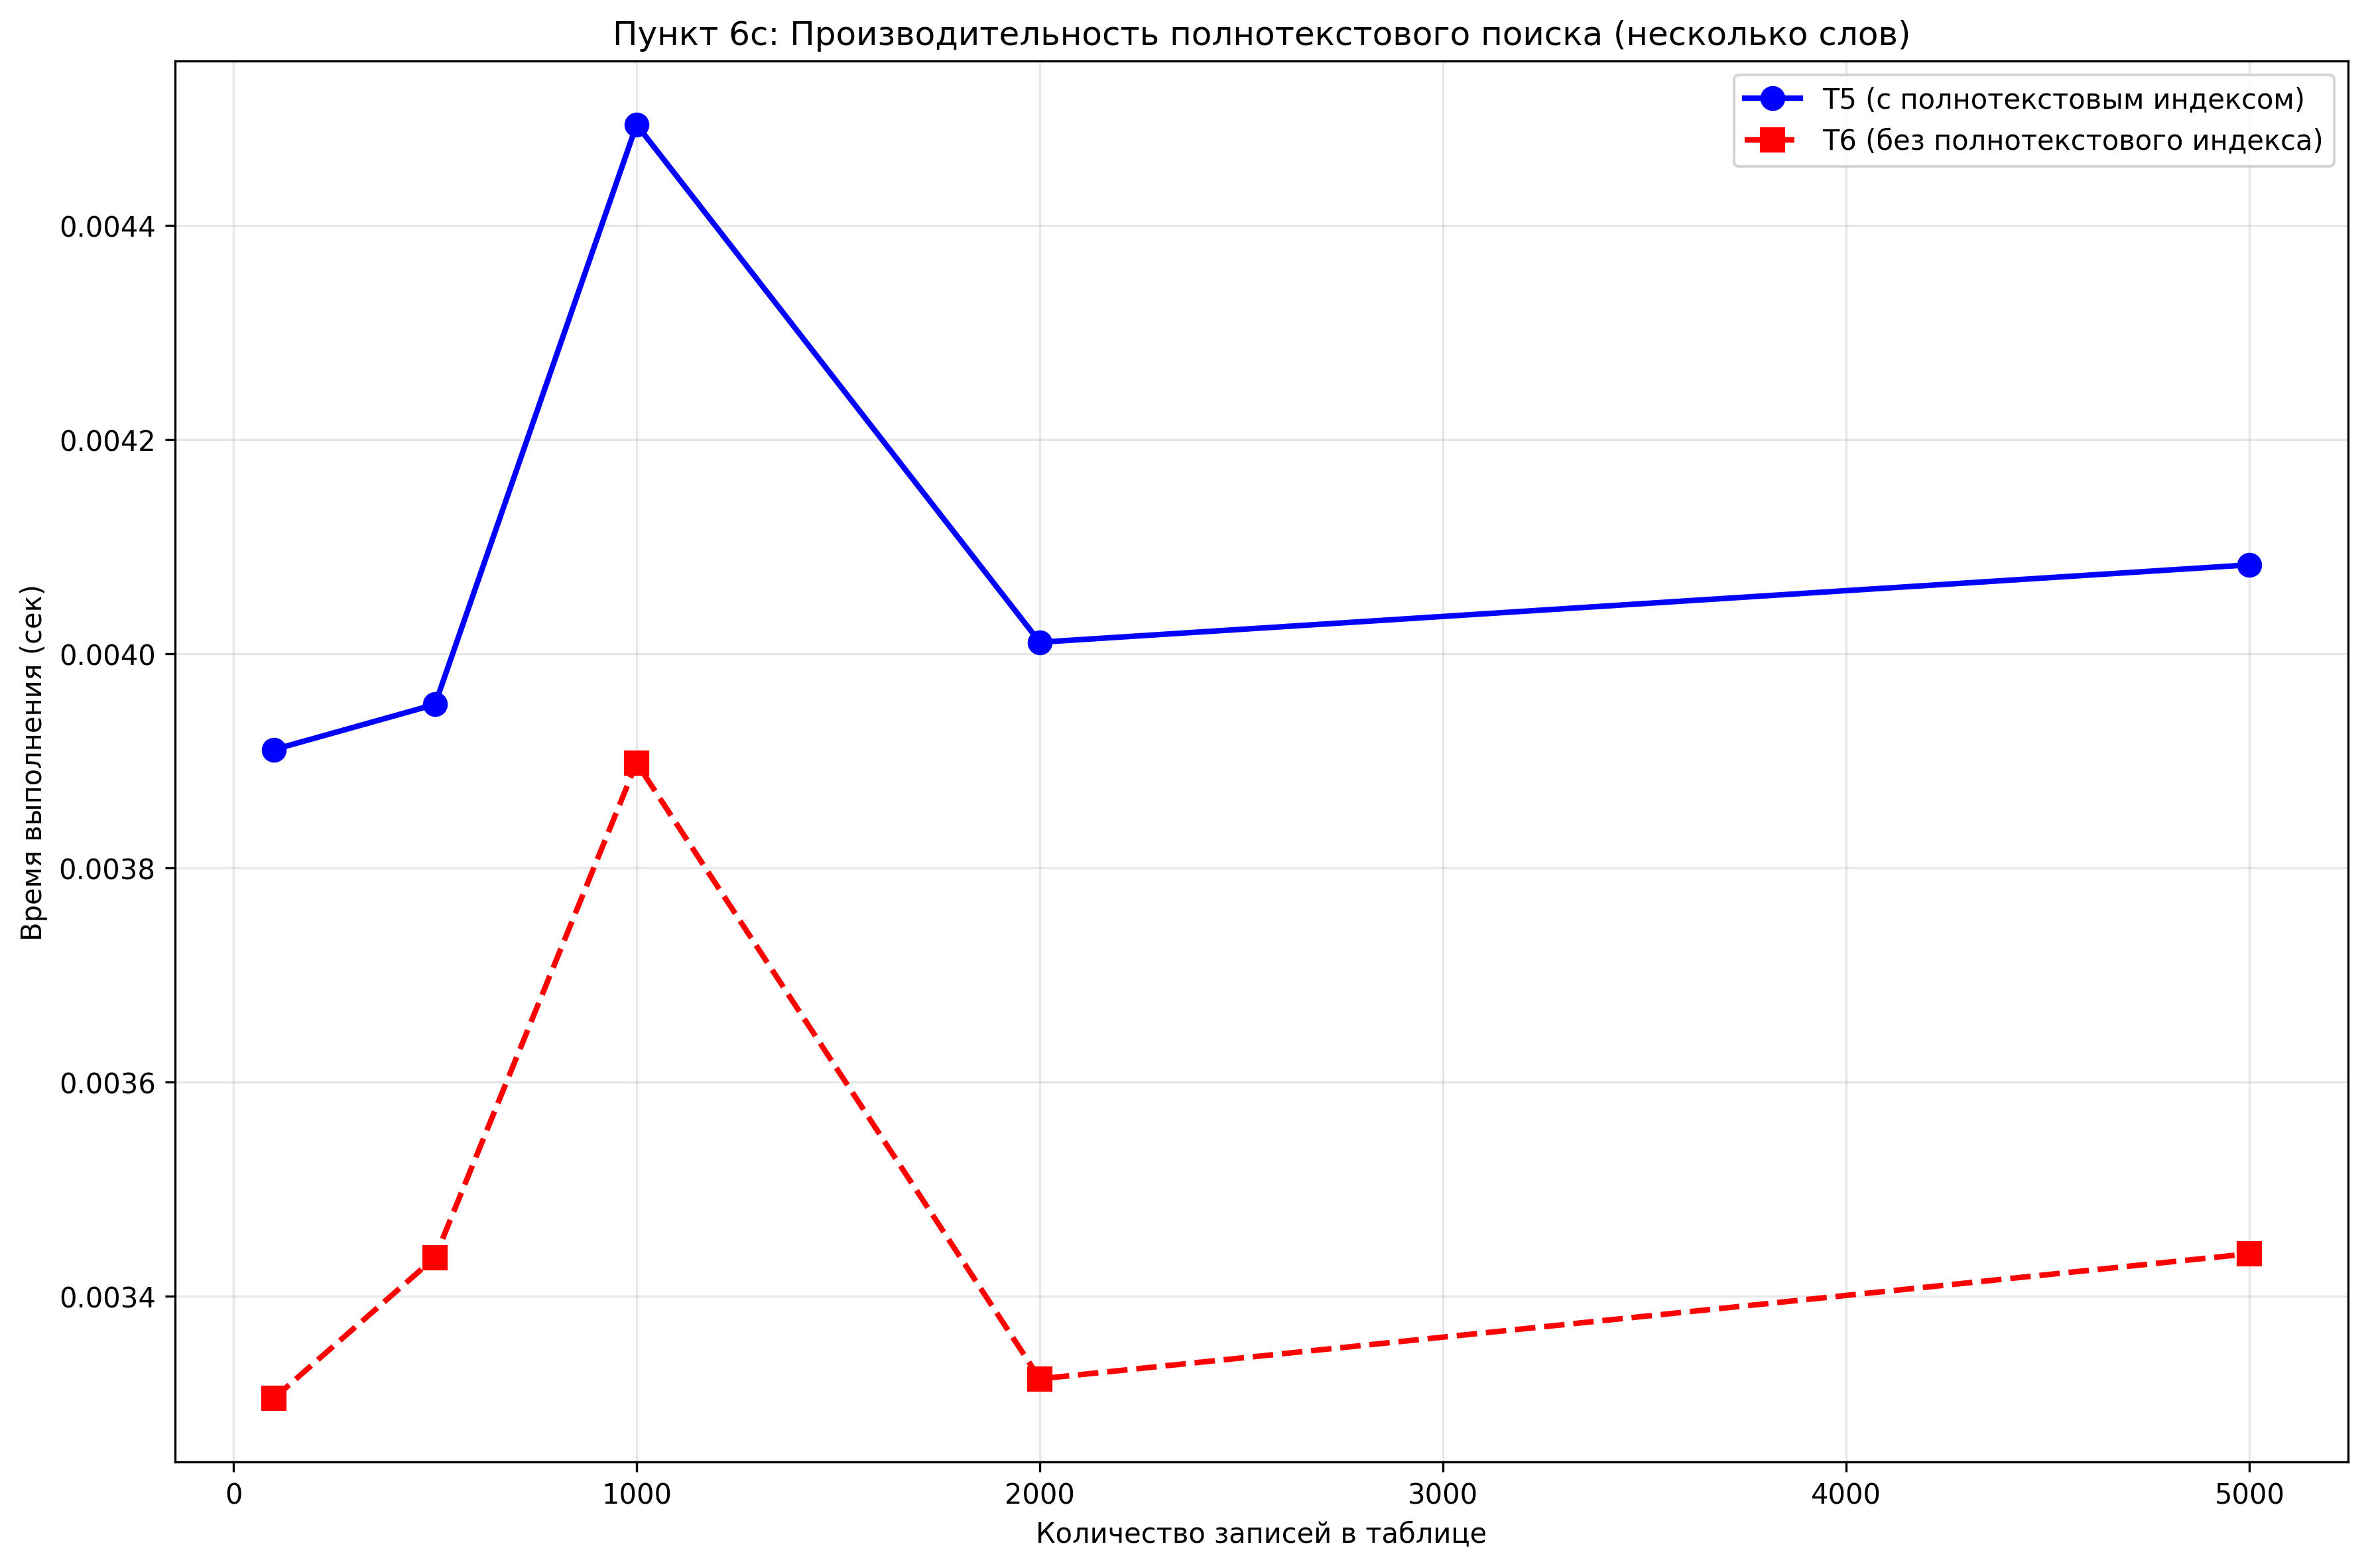 Пункт 6c: Производительность полнотекстового поиска (несколько слов)
T5 (с полнотекстовым индексом)
T6 (без полнотекстового индекса)
Время выполнения (сек)
0.0044
0.0042
0.0040
0.0038
0.0036
0.0034
0 1000 2000 3000 4000 5000
Количество записей в таблице